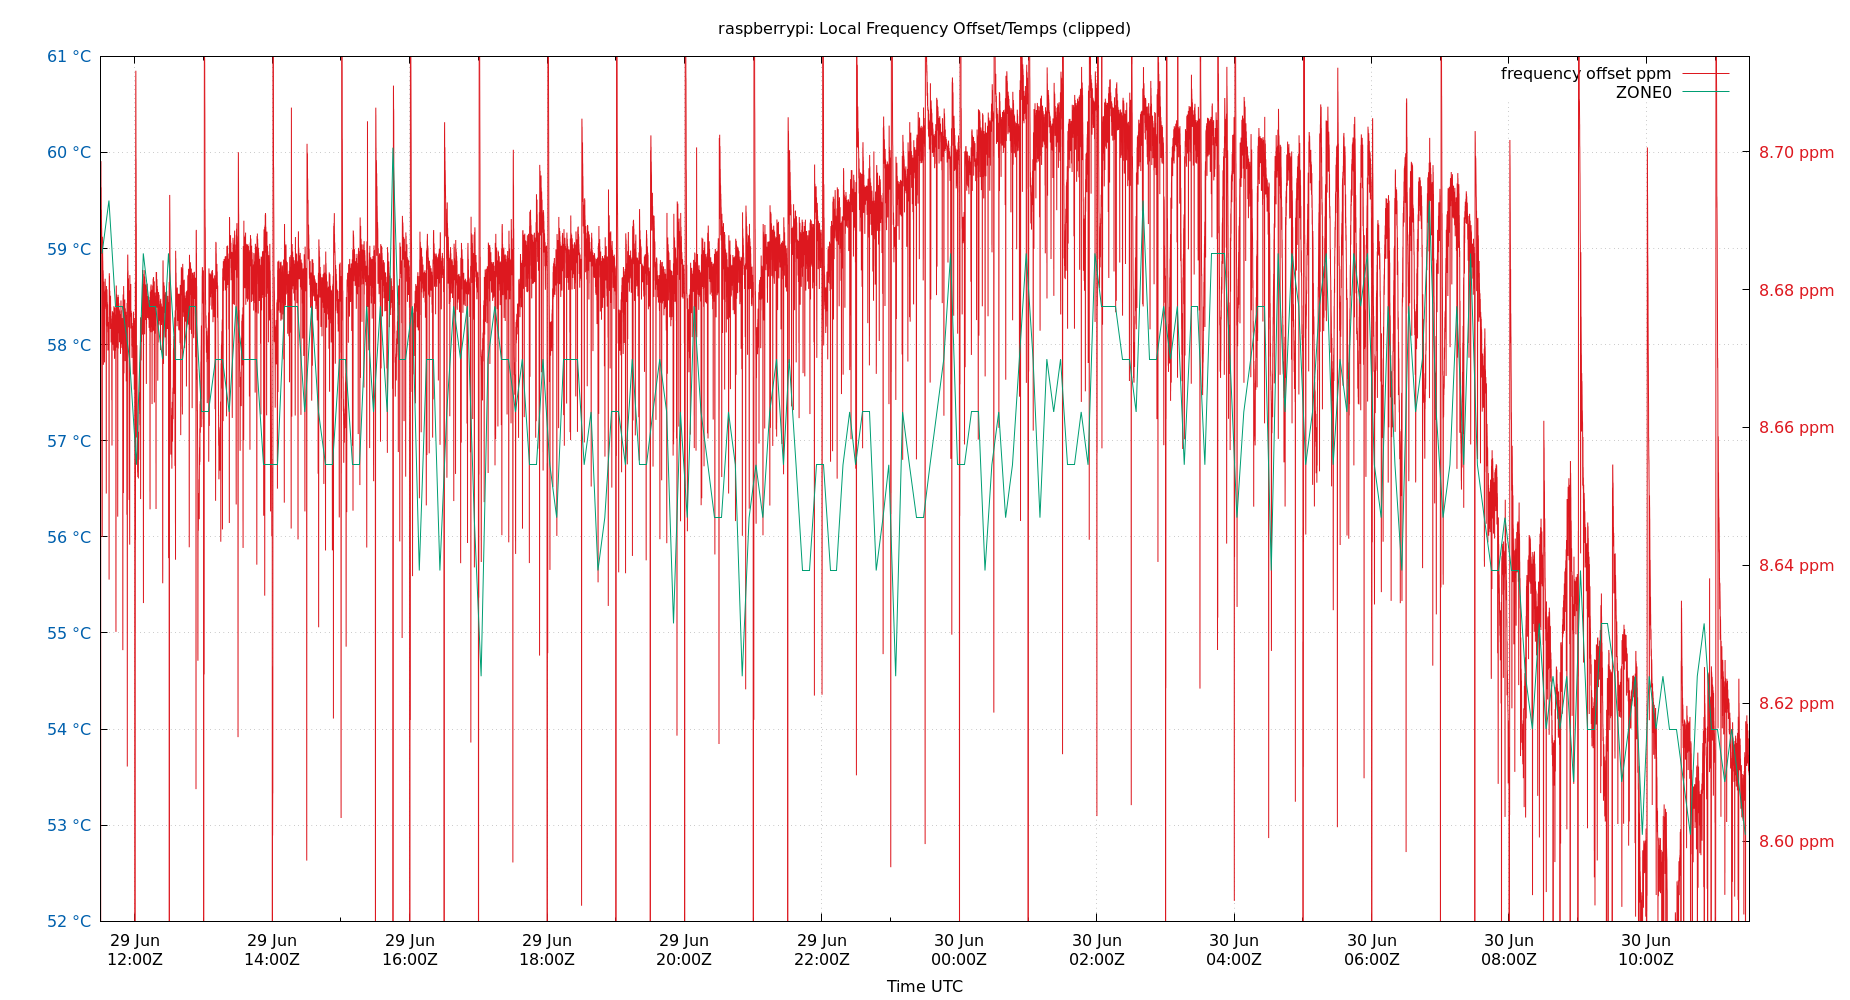 raspberrypi: Local Frequency Offset/Temps (clipped)
61 °C
60 °C
59 °C
58 °C
57 °C
56 °C
55 °C
54 °C
53 °C
52 °C
frequency offset ppm
ZONE0
8.70 ppm
8.68 ppm
8.66 ppm
8.64 ppm
8.62 ppm
8.60 ppm
29 Jun 29 Jun 29 Jun 29 Jun 29 Jun 29 Jun 30 Jun 30 Jun 30 Jun 30 Jun 30 Jun 30 Jun
12:00Z 14:00Z 16:00Z 18:00Z 20:00Z 22:00Z 00:00Z 02:00Z 04:00Z 06:00Z 08:00Z 10:00Z
Time UTC